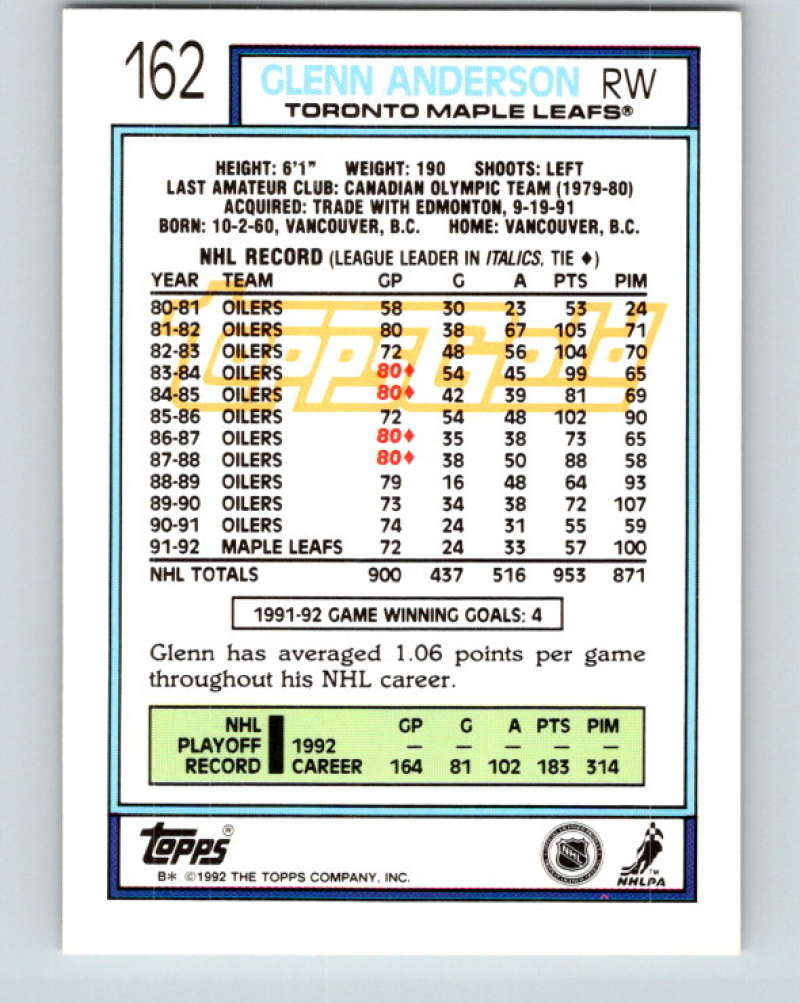 162
GLENN ANDERSON RW
TORONTO MAPLE LEAFS®
HEIGHT: 6'1" WEIGHT: 190 SHOOTS: LEFT
LAST AMATEUR CLUB: CANADIAN OLYMPIC TEAM (1979-80)
ACQUIRED: TRADE WITH EDMONTON, 9-19-91
BORN: 10-2-60, VANCOUVER, B.C. HOME: VANCOUVER, B.C.
NHL RECORD (LEAGUE LEADER IN ITALICS, TIE ♦)
YEAR TEAM GP G A PTS PIM
80-81 OILERS 58 30 23 53 24
81-82 OILERS 80 38 67 105 71
82-83 OILERS 72 48 56 104 70
83-84 OILERS 80♦ 54 45 99 65
84-85 OILERS 80♦ 42 39 81 69
85-86 OILERS 72 54 48 102 90
86-87 OILERS 80♦ 35 38 73 65
87-88 OILERS 80♦ 38 50 88 58
88-89 OILERS 79 16 48 64 93
89-90 OILERS 73 34 38 72 107
90-91 OILERS 74 24 31 55 59
91-92 MAPLE LEAFS 72 24 33 57 100
NHL TOTALS 900 437 516 953 871
Topps Gold
1991-92 GAME WINNING GOALS: 4
Glenn has averaged 1.06 points per game
throughout his NHL career.
NHL GP G A PTS PIM
PLAYOFF 1992 — — — — —
RECORD CAREER 164 81 102 183 314
TOPPS®
NHL
B* ©1992 THE TOPPS COMPANY, INC.
NHLPA™